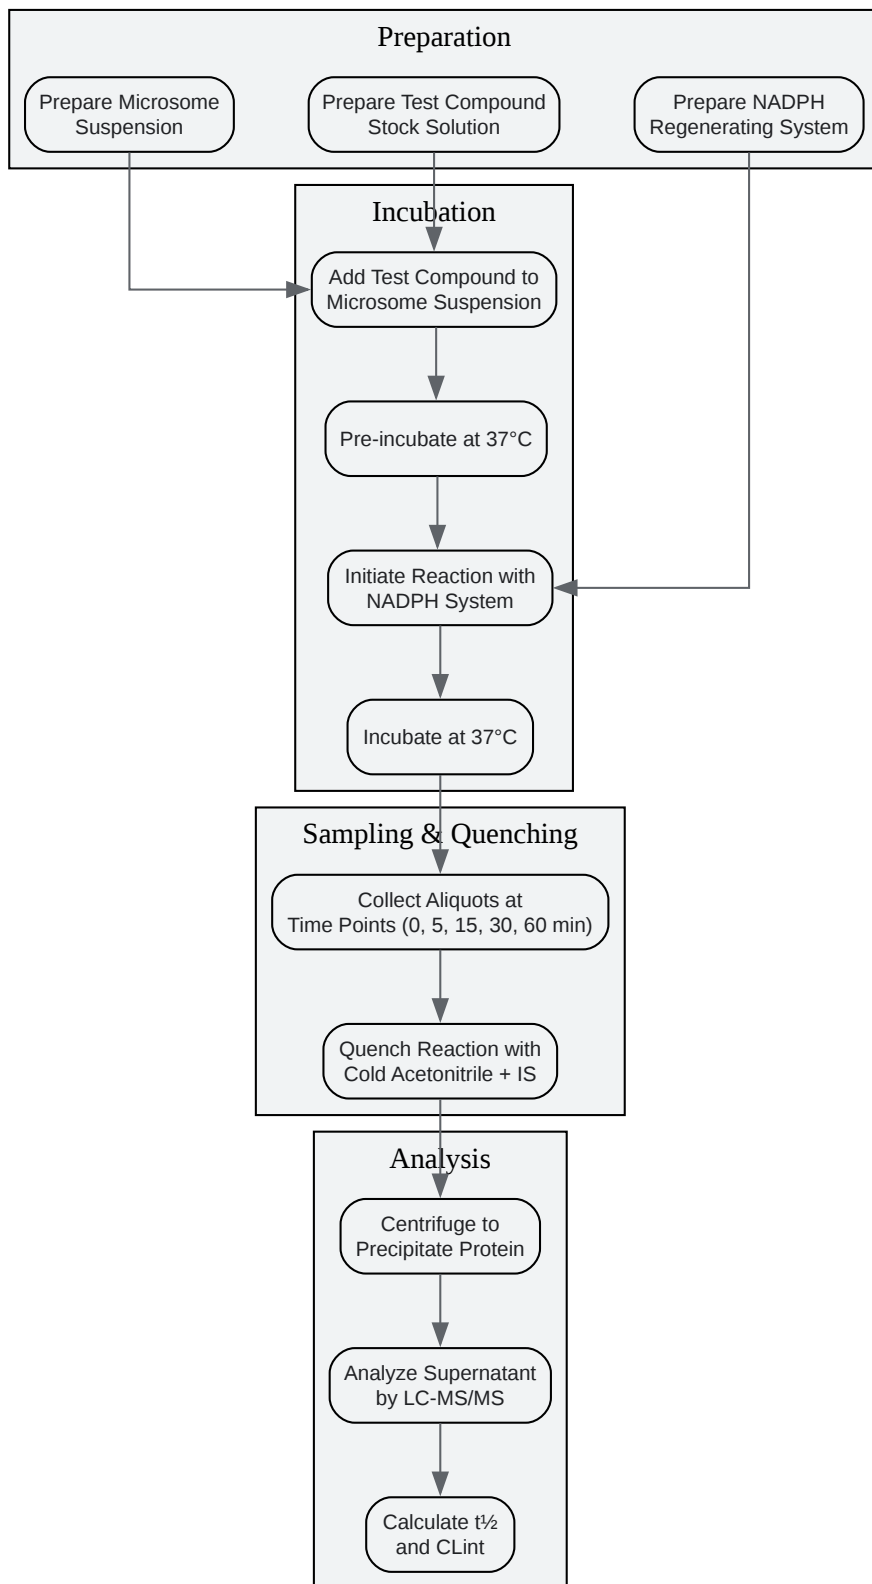 Preparation
Prepare Microsome
Suspension
Prepare Test Compound
Stock Solution
Prepare NADPH
Regenerating System
Incubation
Add Test Compound to
Microsome Suspension
Pre-incubate at 37°C
Initiate Reaction with
NADPH System
Incubate at 37°C
Sampling & Quenching
Collect Aliquots at
Time Points (0, 5, 15, 30, 60 min)
Quench Reaction with
Cold Acetonitrile + IS
Analysis
Centrifuge to
Precipitate Protein
Analyze Supernatant
by LC-MS/MS
Calculate t½
and CLint